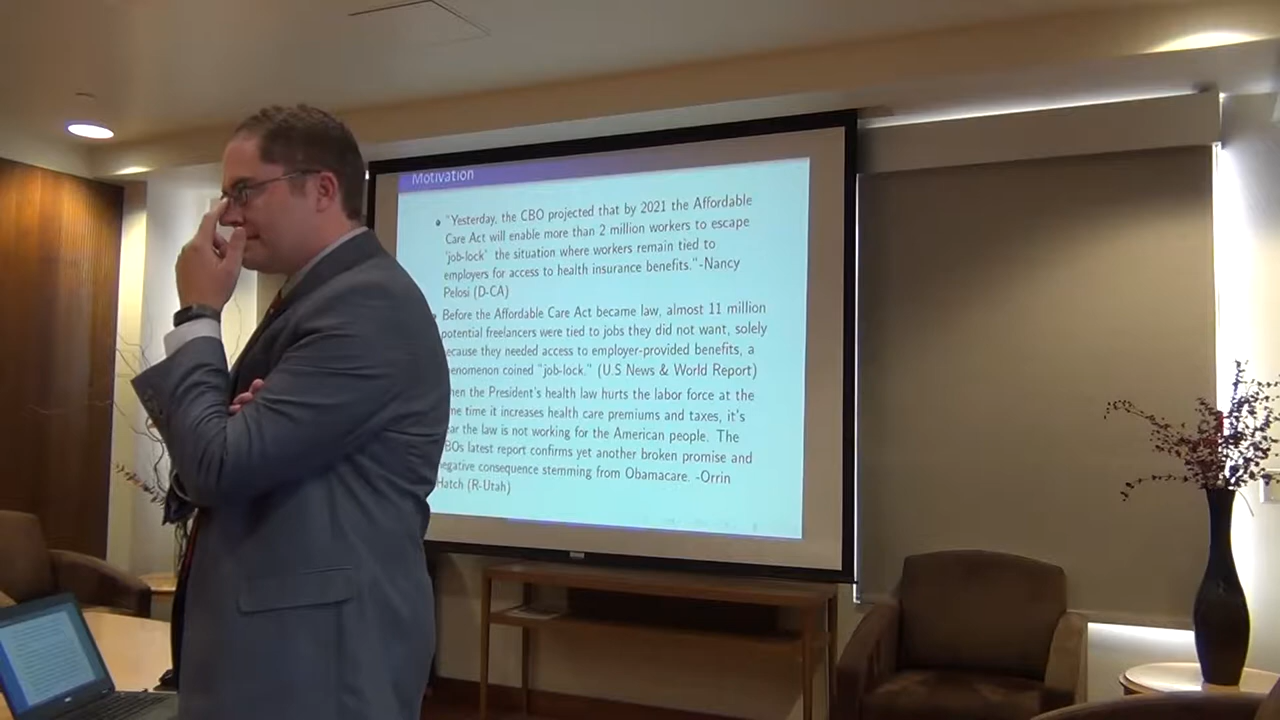 Motivation
"Yesterday, the CBO projected that by 2021 the Affordable
Care Act will enable more than 2 million workers to escape
"job-lock" the situation where workers remain tied to
employers for access to health insurance benefits."-Nancy
Pelosi (D-CA)
Before the Affordable Care Act became law, almost 11 million
potential freelancers were tied to jobs they did not want, solely
ecause they needed access to employer-provided benefits, a
enomenon coined "job-lock." (U.S News & World Report)
hen the President's health law hurts the labor force at the
me time it increases health care premiums and taxes, it's
ear the law is not working for the American people. The
BOs latest report confirms yet another broken promise and
egative consequence stemming from Obamacare. -Orrin
Hatch (R-Utah)